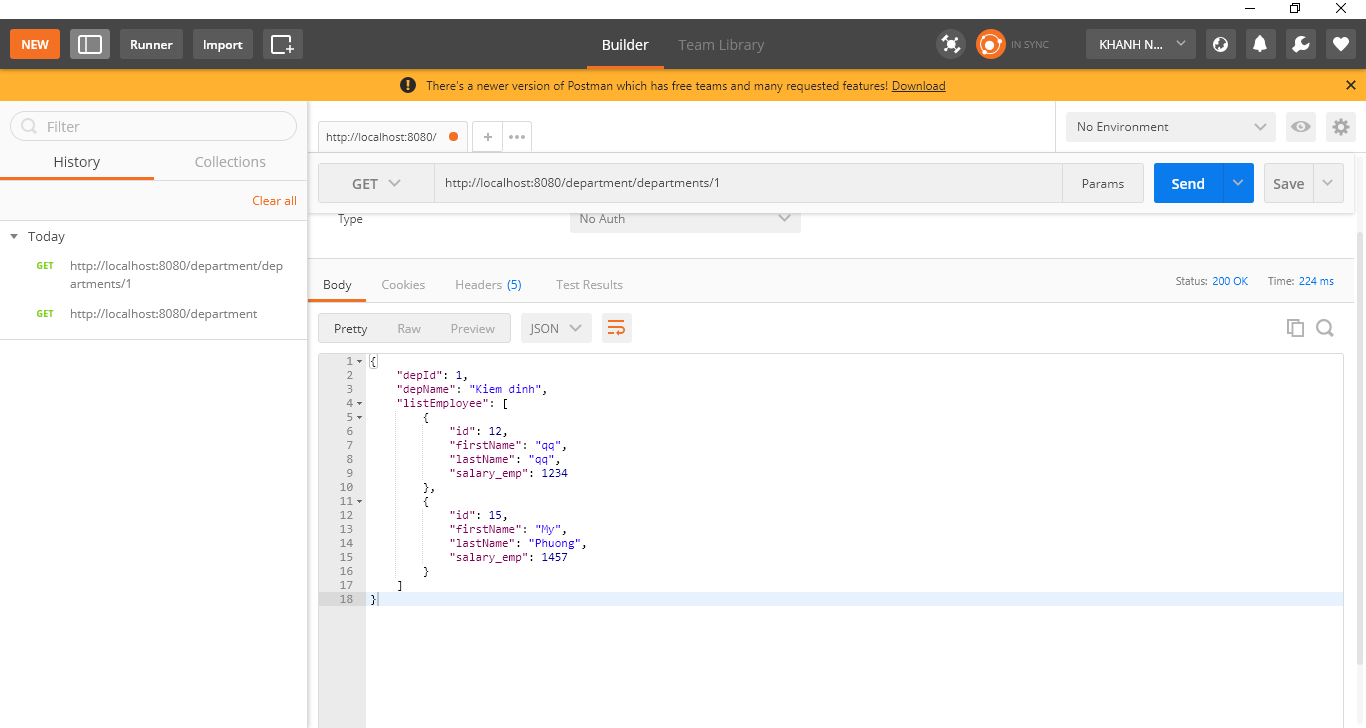 NEW
Runner
Import
Builder
Team Library
IN SYNC
KHANH N...
There's a newer version of Postman which has free teams and many requested features! Download
Filter
History
Collections
Clear all
Today
GET
http://localhost:8080/department/dep
artments/1
GET
http://localhost:8080/department
http://localhost:8080/
No Environment
GET
http://localhost:8080/department/departments/1
Params
Send
Save
Type
No Auth
Body
Cookies
Headers (5)
Test Results
Status: 200 OK
Time: 224 ms
Pretty
Raw
Preview
JSON
1 {
2 "depId": 1,
3 "depName": "Kiem dinh",
4 "listEmployee": [
5 {
6 "id": 12,
7 "firstName": "qq",
8 "lastName": "qq",
9 "salary_emp": 1234
10 },
11 {
12 "id": 15,
13 "firstName": "My",
14 "lastName": "Phuong",
15 "salary_emp": 1457
16 }
17 ]
18 }